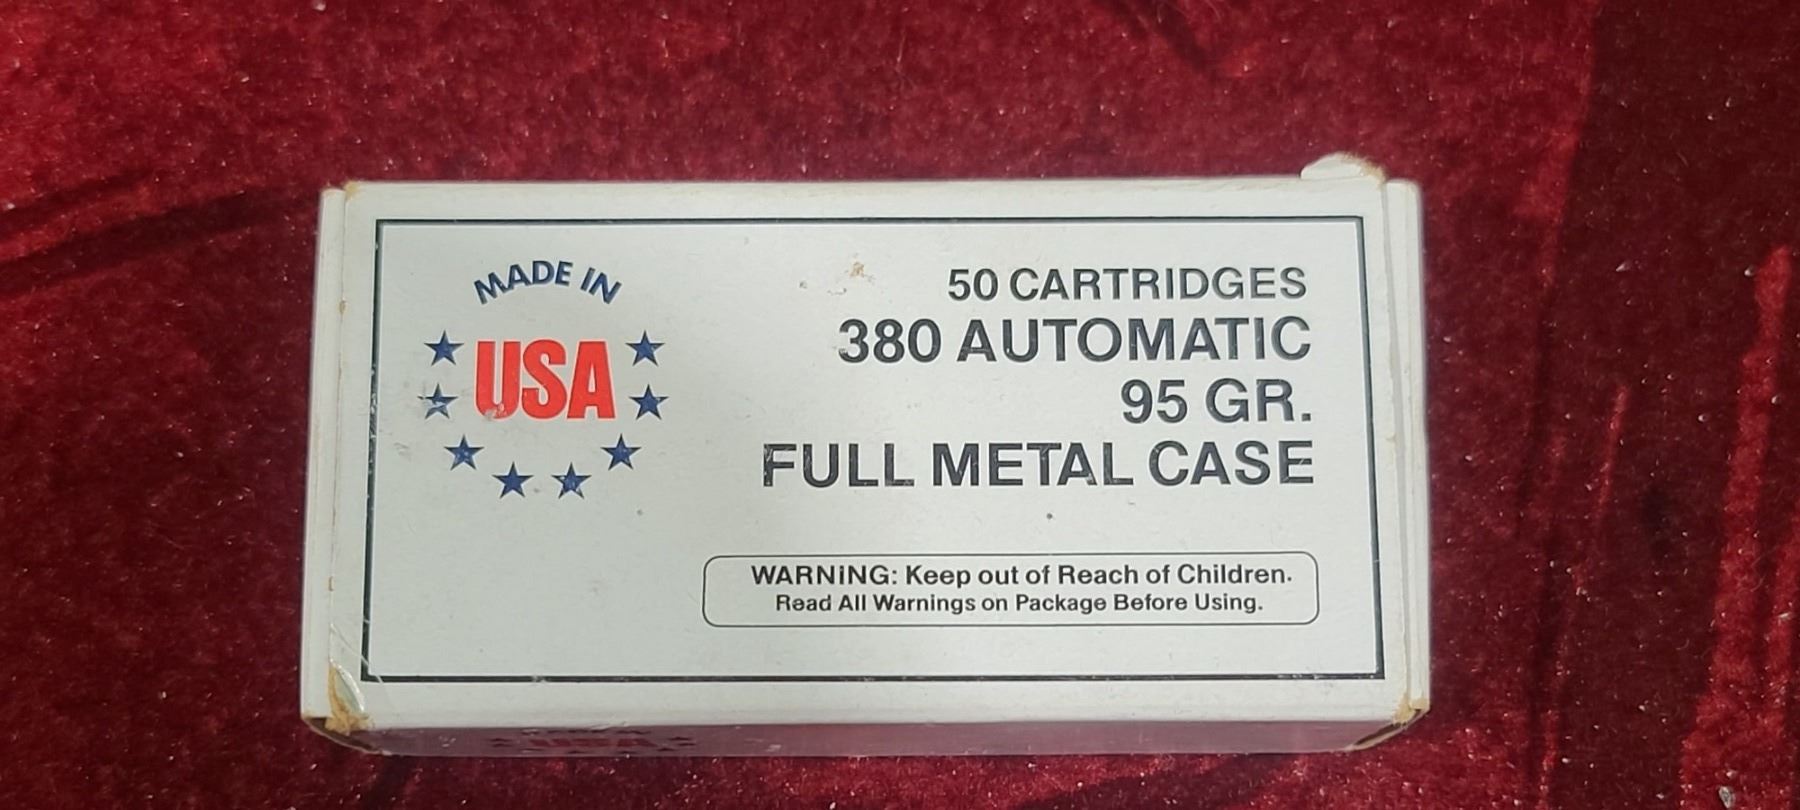 MADE IN
USA
50 CARTRIDGES
380 AUTOMATIC
95 GR.
FULL METAL CASE
WARNING: Keep out of Reach of Children.
Read All Warnings on Package Before Using.